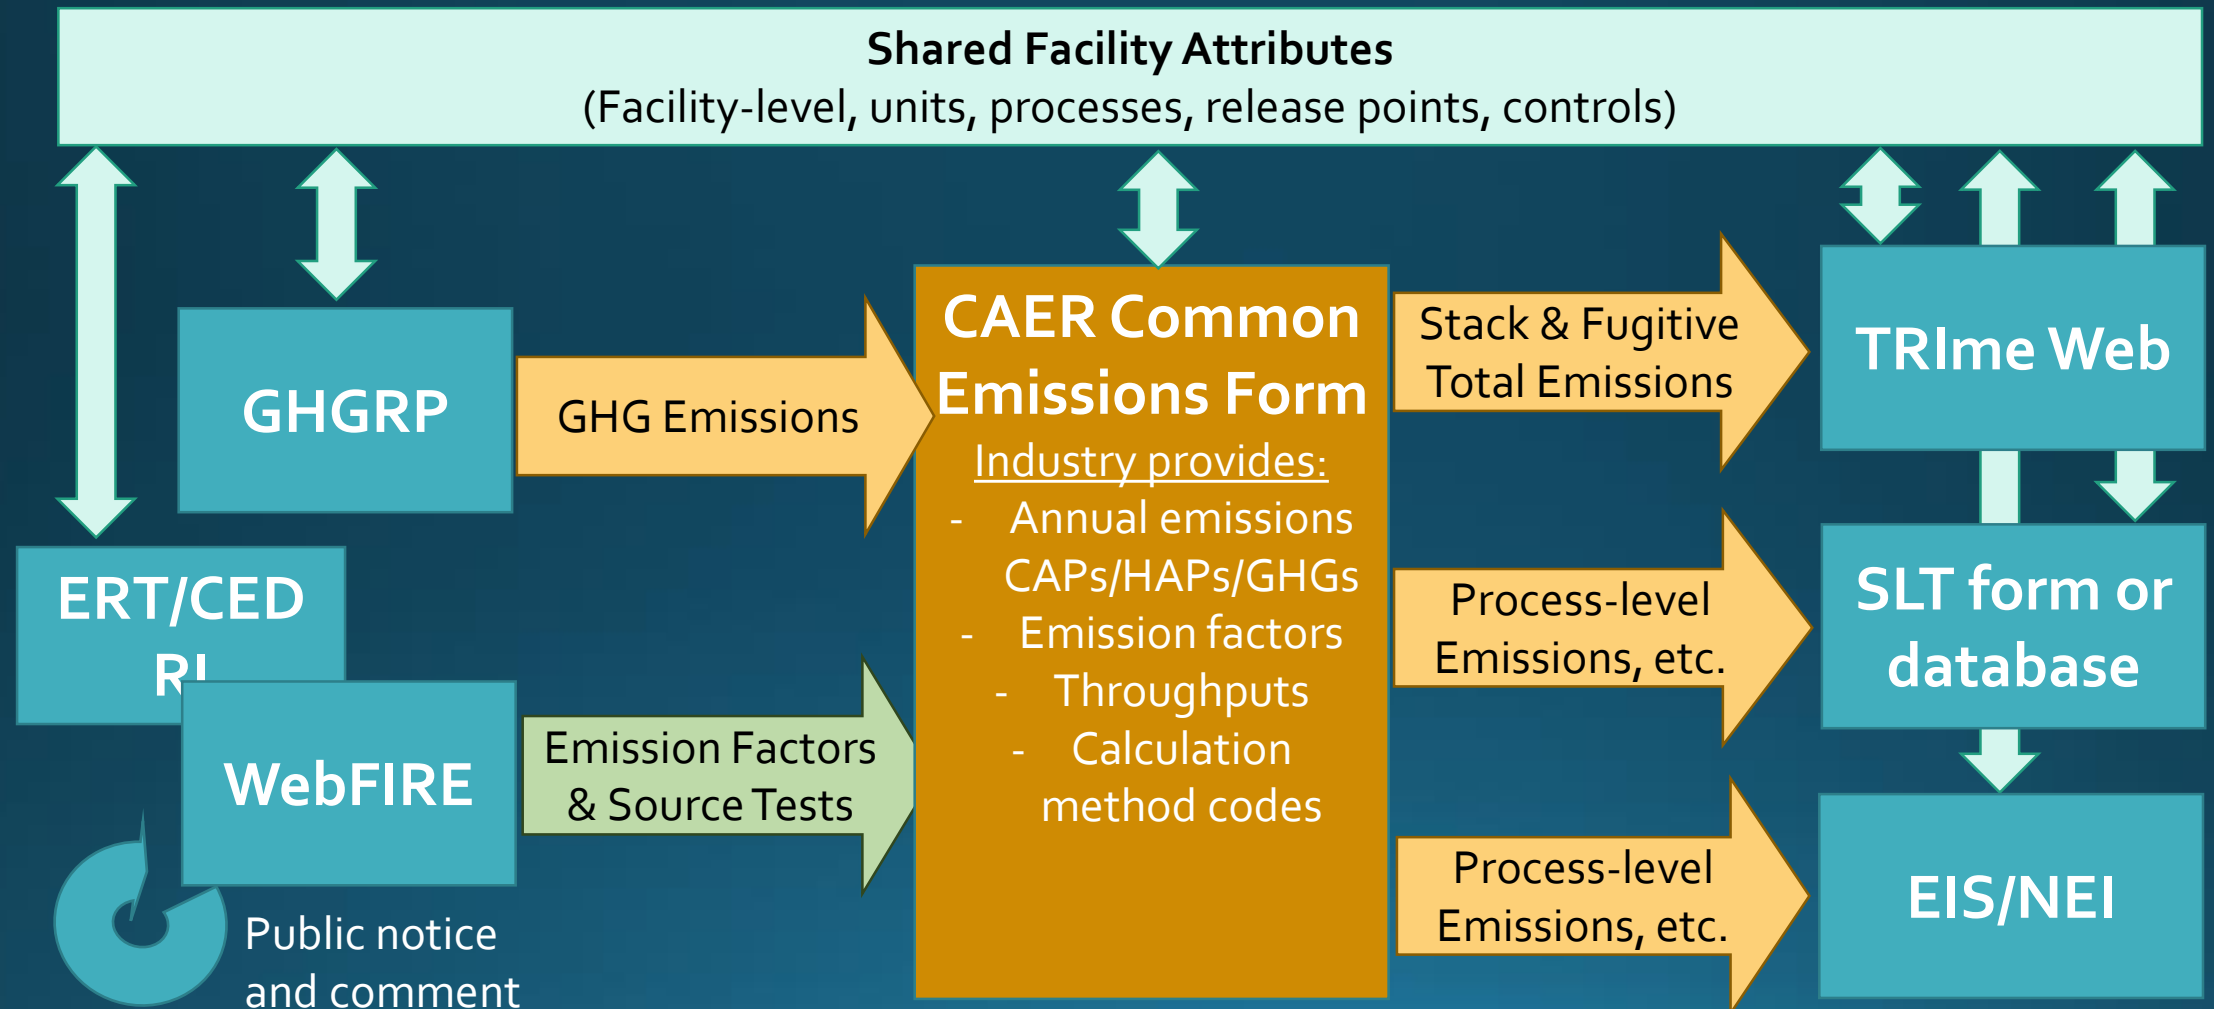 Shared Facility Attributes
(Facility-level, units, processes, release points, controls)
GHGRP
GHG Emissions
ERT/CED
RI
WebFIRE
Emission Factors
& Source Tests
Public notice
and comment
CAER Common
Emissions Form
Industry provides:
- Annual emissions
CAPs/HAPs/GHGs
- Emission factors
- Throughputs
- Calculation
method codes
Stack & Fugitive
Total Emissions
TRIme Web
Process-level
Emissions, etc.
SLT form or
database
Process-level
Emissions, etc.
EIS/NEI